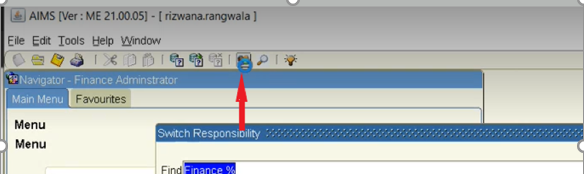 AIMS [Ver : ME 21.00.05] - [ rizwana.rangwala ]
File Edit Tools Help Window
Navigator - Finance Adminstrator
Main Menu Favourites
Menu
Menu
Switch Responsibility
Find Finance %